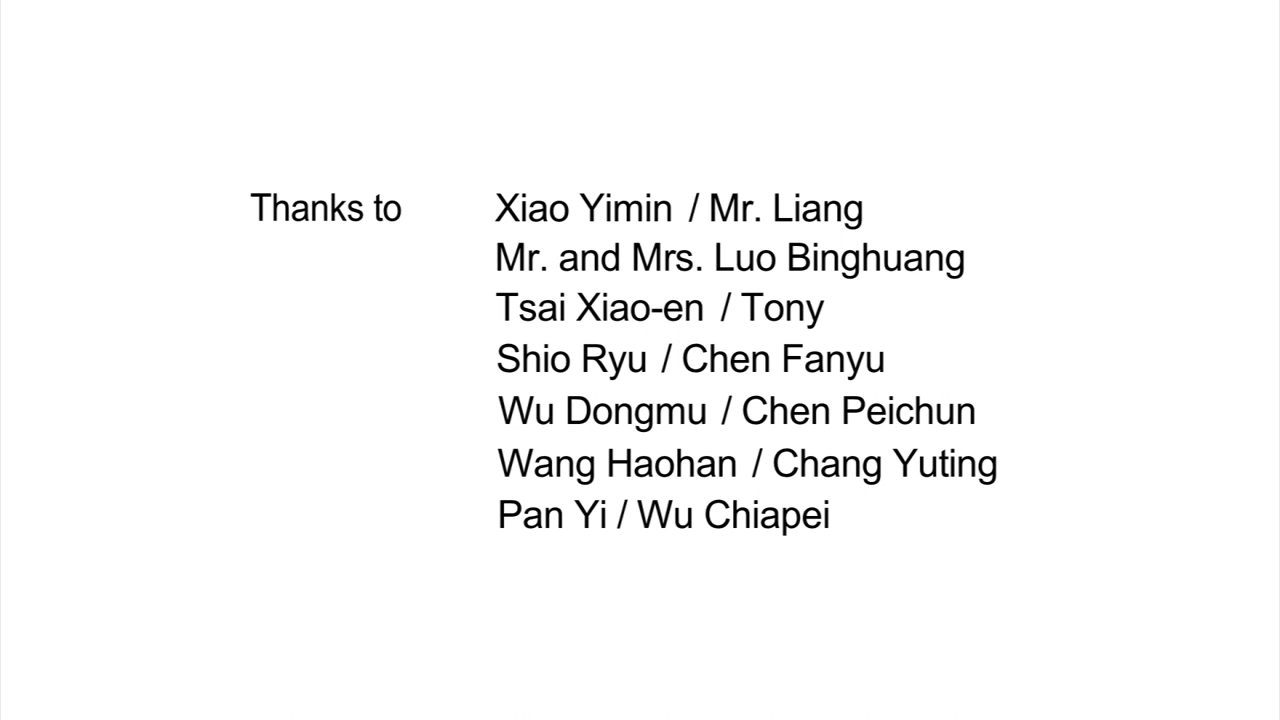 Thanks to Xiao Yimin / Mr. Liang
Mr. and Mrs. Luo Binghuang
Tsai Xiao-en / Tony
Shio Ryu / Chen Fanyu
Wu Dongmu / Chen Peichun
Wang Haohan / Chang Yuting
Pan Yi / Wu Chiapei